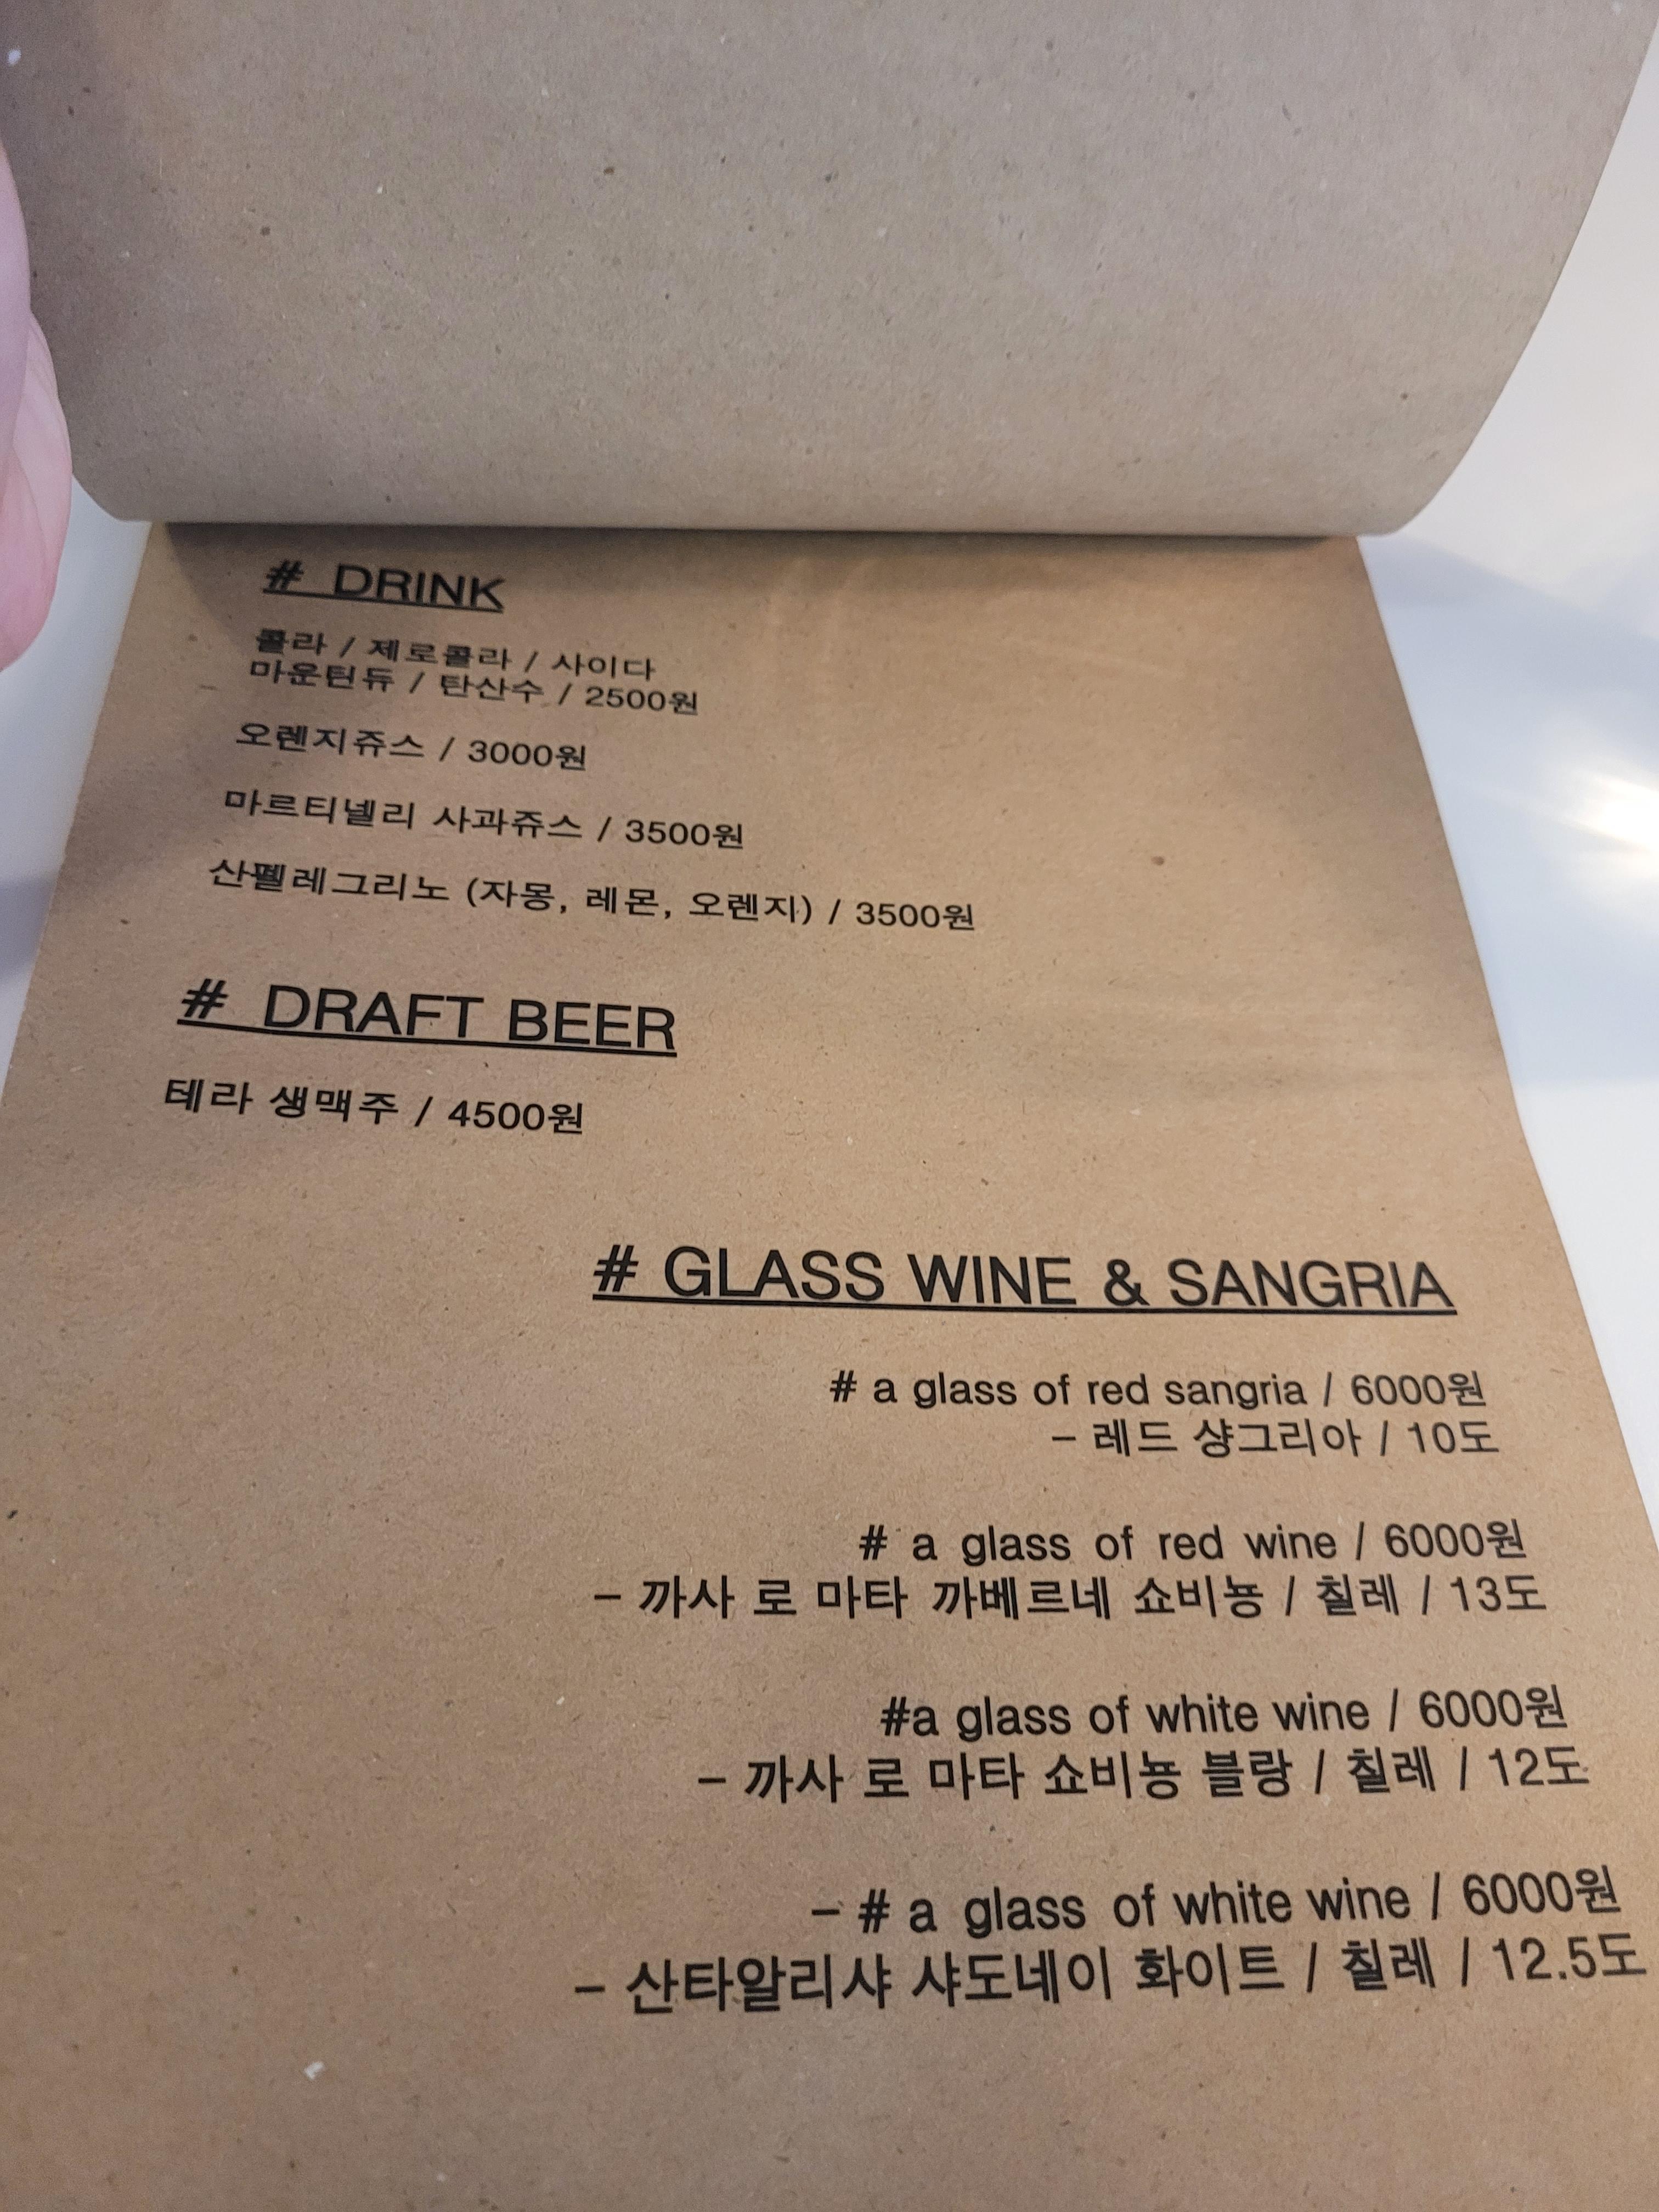 # DRINK
콜라 / 제로콜라 / 사이다
마운틴듀 / 탄산수 / 2500원
오렌지쥬스 / 3000원
마르티넬리 사과쥬스 / 3500원
산펠레그리노 (자몽, 레몬, 오렌지) / 3500원
# DRAFT BEER
테라 생맥주 / 4500원
# GLASS WINE & SANGRIA
# a glass of red sangria / 6000원
– 레드 샹그리아 / 10도
# a glass of red wine / 6000원
– 까사 로 마타 까베르네 쇼비뇽 / 칠레 / 13도
#a glass of white wine / 6000원
– 까사 로 마타 쇼비뇽 블랑 / 칠레 / 12도
– # a glass of white wine / 6000원
– 산타알리샤 샤도네이 화이트 / 칠레 / 12.5도